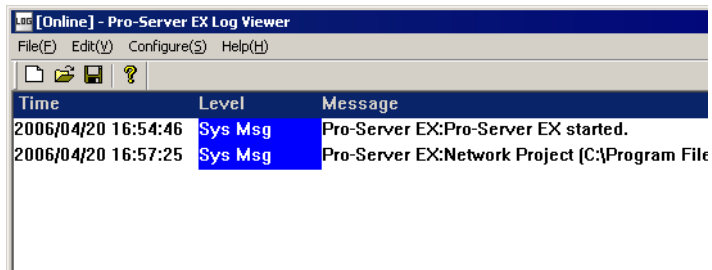 LOG [Online] - Pro-Server EX Log Viewer
File(F) Edit(V) Configure(S) Help(H)
Time Level Message
2006/04/20 16:54:46 Sys Msg Pro-Server EX:Pro-Server EX started.
2006/04/20 16:57:25 Sys Msg Pro-Server EX:Network Project (C:\Program File